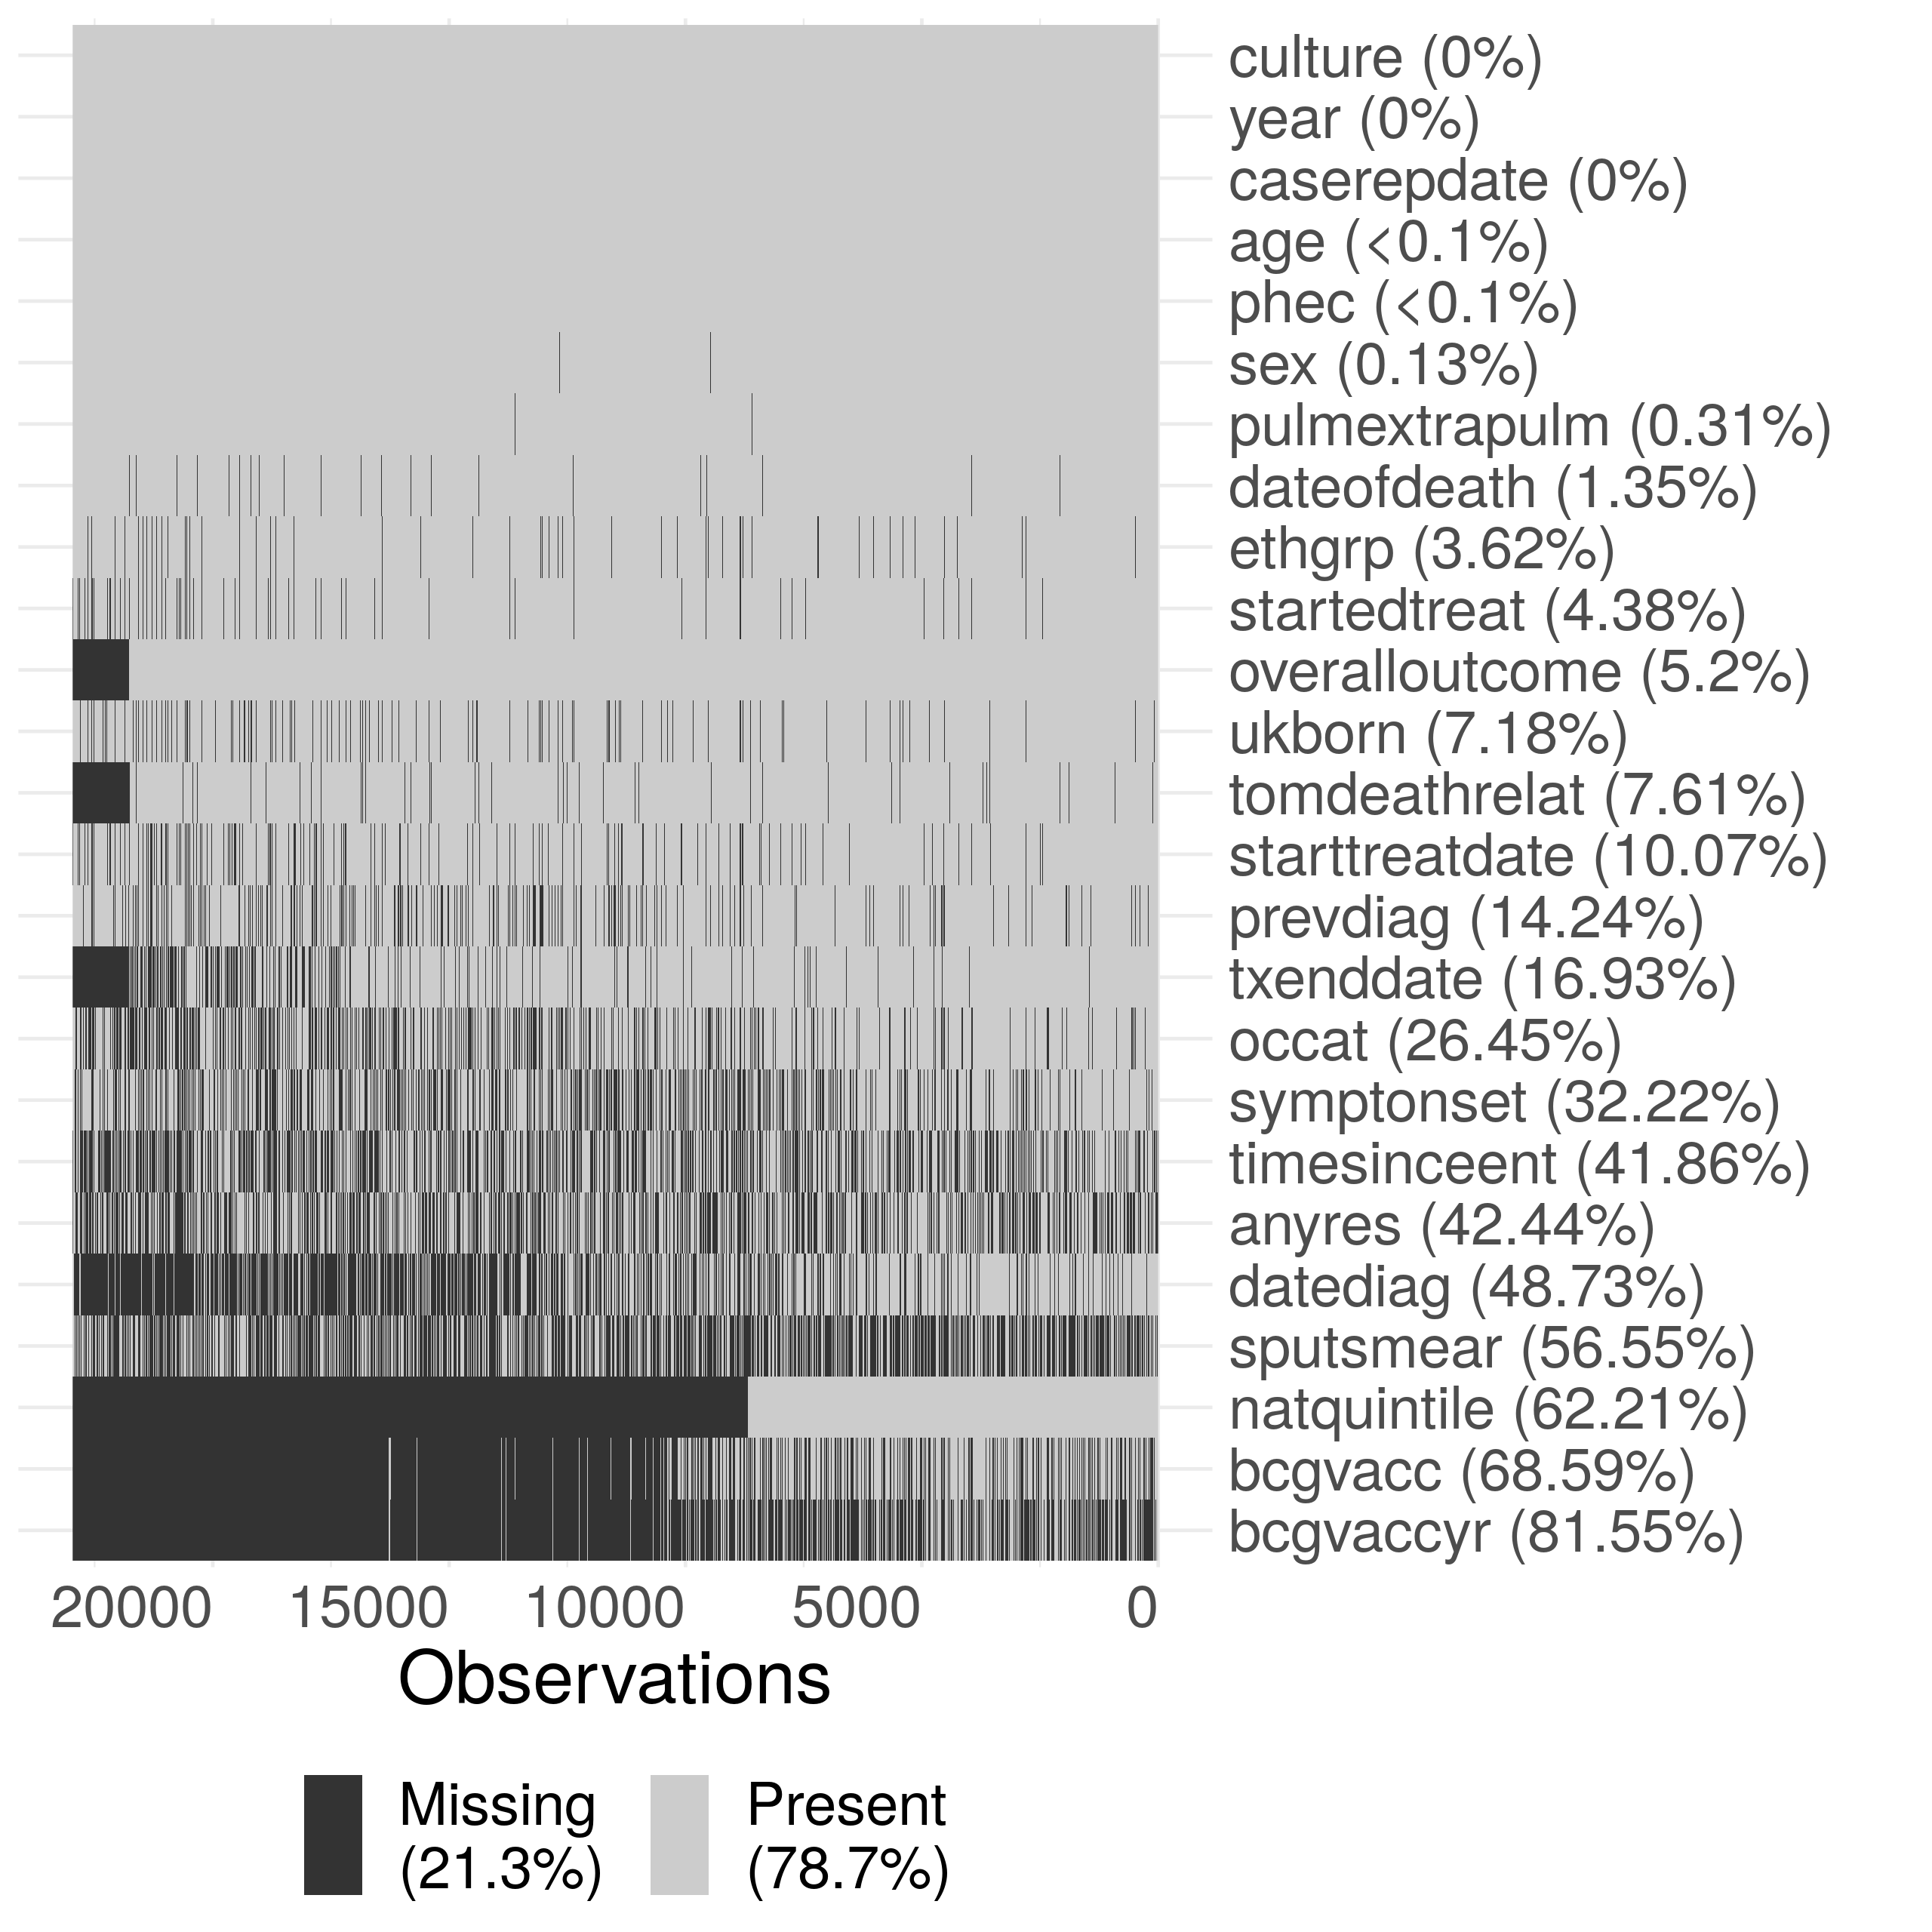 culture (0%)
year (0%)
caserepdate (0%)
age (<0.1%)
phec (<0.1%)
sex (0.13%)
pulmextrapulm (0.31%)
dateofdeath (1.35%)
ethgrp (3.62%)
startedtreat (4.38%)
overalloutcome (5.2%)
ukborn (7.18%)
tomdeathrelat (7.61%)
starttreatdate (10.07%)
prevdiag (14.24%)
txenddate (16.93%)
occat (26.45%)
symptonset (32.22%)
timesinceent (41.86%)
anyres (42.44%)
datediag (48.73%)
sputsmear (56.55%)
natquintile (62.21%)
bcgvacc (68.59%)
bcgvaccyr (81.55%)
20000 15000 10000 5000 0
Observations
Missing Present
(21.3%) (78.7%)